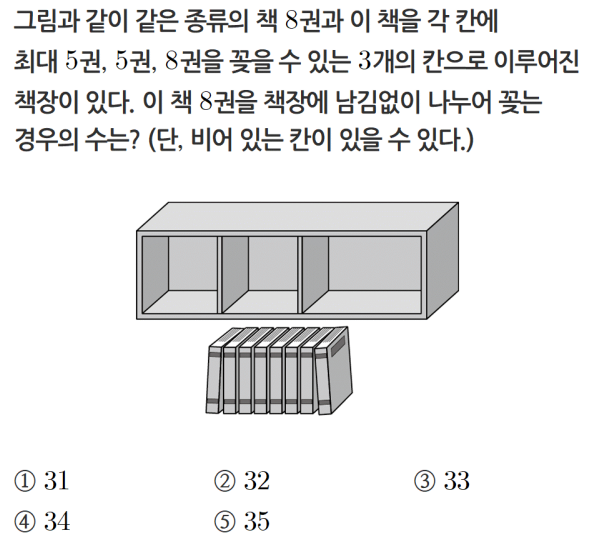 그림과 같이 같은 종류의 책 8권과 이 책을 각 칸에
최대 5권, 5권, 8권을 꽂을 수 있는 3개의 칸으로 이루어진
책장이 있다. 이 책 8권을 책장에 남김없이 나누어 꽂는
경우의 수는? (단, 비어 있는 칸이 있을 수 있다.)
① 31 ② 32 ③ 33
④ 34 ⑤ 35